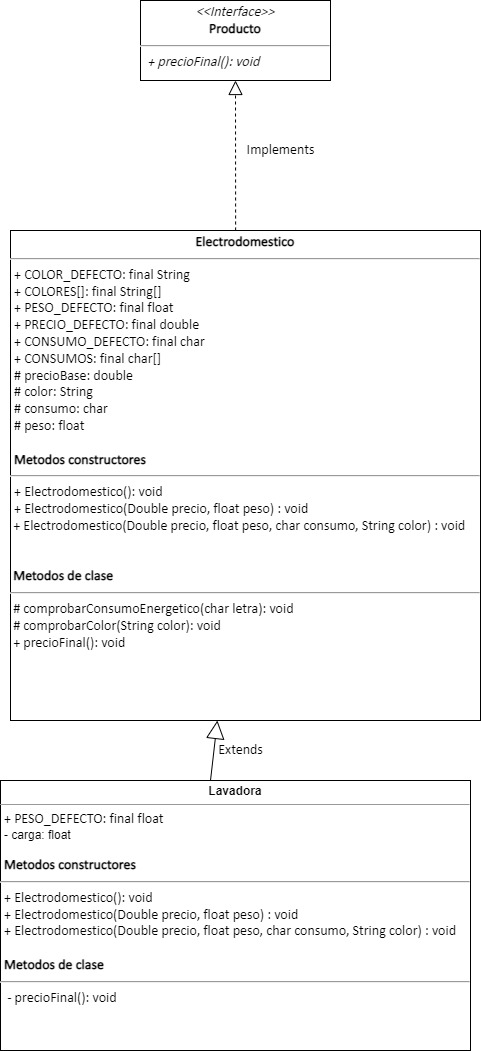 <<Interface>>
Producto
+ precioFinal(): void
Implements
Electrodomestico
+ COLOR_DEFECTO: final String
+ COLORES[]: final String[]
+ PESO_DEFECTO: final float
+ PRECIO_DEFECTO: final double
+ CONSUMO_DEFECTO: final char
+ CONSUMOS: final char[]
# precioBase: double
# color: String
# consumo: char
# peso: float
Metodos constructores
+ Electrodomestico(): void
+ Electrodomestico(Double precio, float peso) : void
+ Electrodomestico(Double precio, float peso, char consumo, String color) : void
Metodos de clase
# comprobarConsumoEnergetico(char letra): void
# comprobarColor(String color): void
+ precioFinal(): void
Extends
Lavadora
+ PESO_DEFECTO: final float
- carga: float
Metodos constructores
+ Electrodomestico(): void
+ Electrodomestico(Double precio, float peso) : void
+ Electrodomestico(Double precio, float peso, char consumo, String color) : void
Metodos de clase
- precioFinal(): void